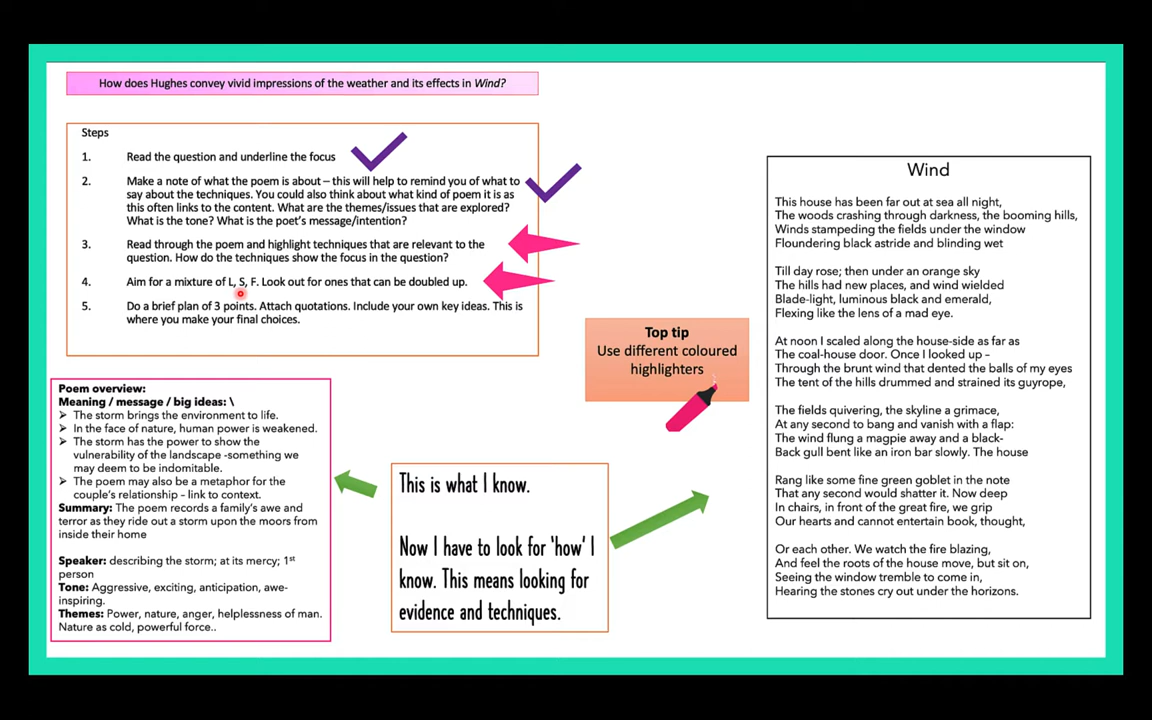 How does Hughes convey vivid impressions of the weather and its effects in Wind?
Steps
1. Read the question and underline the focus
2. Make a note of what the poem is about – this will help to remind you of what to
say about the techniques. You could also think about what kind of poem it is as
this often links to the content. What are the themes/issues that are explored?
What is the tone? What is the poet's message/intention?
3. Read through the poem and highlight techniques that are relevant to the
question. How do the techniques show the focus in the question?
4. Aim for a mixture of L, S, F. Look out for ones that can be doubled up.
5. Do a brief plan of 3 points. Attach quotations. Include your own key ideas. This is
where you make your final choices.
Poem overview:
Meaning / message / big ideas: \
➢ The storm brings the environment to life.
➢ In the face of nature, human power is weakened.
➢ The storm has the power to show the
vulnerability of the landscape -something we
may deem to be indomitable.
➢ The poem may also be a metaphor for the
couple's relationship – link to context.
Summary: The poem records a family's awe and
terror as they ride out a storm upon the moors from
inside their home
Speaker: describing the storm; at its mercy; 1st
person
Tone: Aggressive, exciting, anticipation, awe-
inspiring.
Themes: Power, nature, anger, helplessness of man.
Nature as cold, powerful force..
This is what I know.
Now I have to look for 'how' I
know. This means looking for
evidence and techniques.
Top tip
Use different coloured
highlighters
Wind
This house has been far out at sea all night,
The woods crashing through darkness, the booming hills,
Winds stampeding the fields under the window
Floundering black astride and blinding wet
Till day rose; then under an orange sky
The hills had new places, and wind wielded
Blade-light, luminous black and emerald,
Flexing like the lens of a mad eye.
At noon I scaled along the house-side as far as
The coal-house door. Once I looked up –
Through the brunt wind that dented the balls of my eyes
The tent of the hills drummed and strained its guyrope,
The fields quivering, the skyline a grimace,
At any second to bang and vanish with a flap:
The wind flung a magpie away and a black-
Back gull bent like an iron bar slowly. The house
Rang like some fine green goblet in the note
That any second would shatter it. Now deep
In chairs, in front of the great fire, we grip
Our hearts and cannot entertain book, thought,
Or each other. We watch the fire blazing,
And feel the roots of the house move, but sit on,
Seeing the window tremble to come in,
Hearing the stones cry out under the horizons.